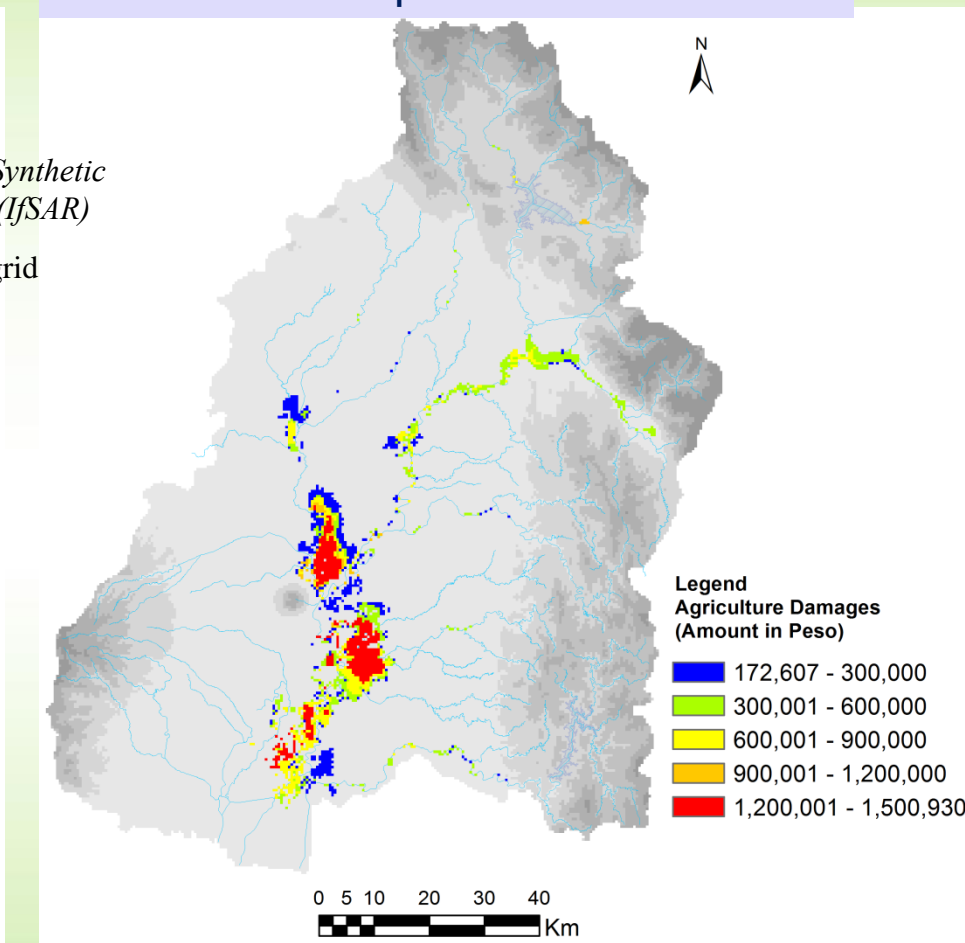 N
Synthetic
(IfSAR)
grid
Legend
Agriculture Damages
(Amount in Peso)
172,607 - 300,000
300,001 - 600,000
600,001 - 900,000
900,001 - 1,200,000
1,200,001 - 1,500,930
0 5 10 20 30 40
Km